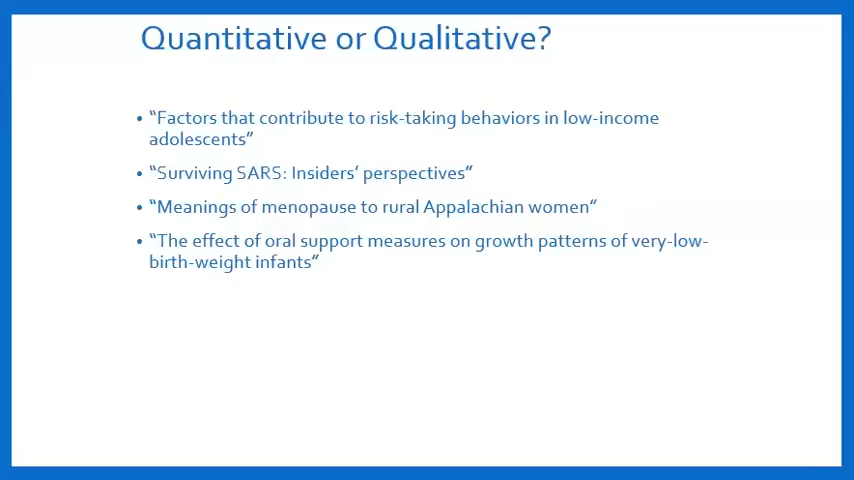 Quantitative or Qualitative?
• “Factors that contribute to risk-taking behaviors in low-income
adolescents”
• “Surviving SARS: Insiders’ perspectives”
• “Meanings of menopause to rural Appalachian women”
• “The effect of oral support measures on growth patterns of very-low-
birth-weight infants”